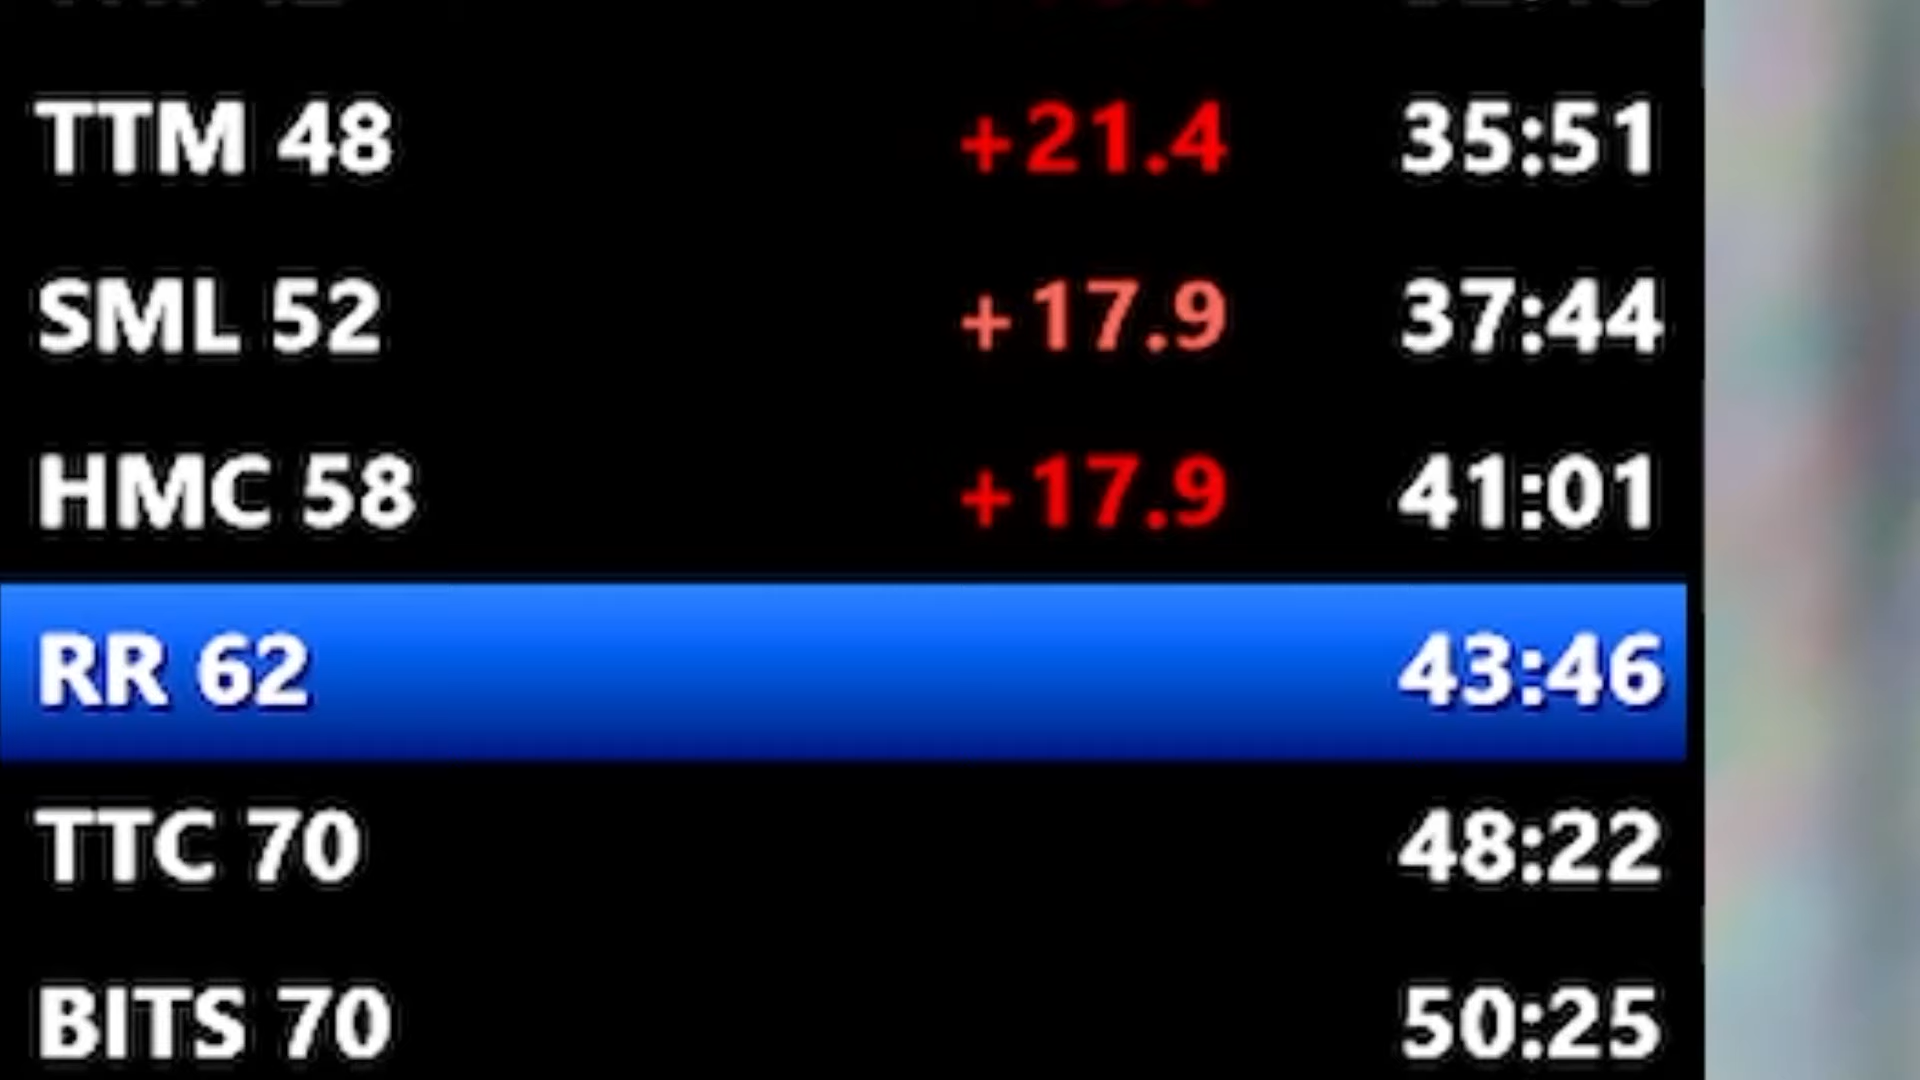 TTM 48 +21.4 35:51
SML 52 +17.9 37:44
HMC 58 +17.9 41:01
RR 62 43:46
TTC 70 48:22
BITS 70 50:25